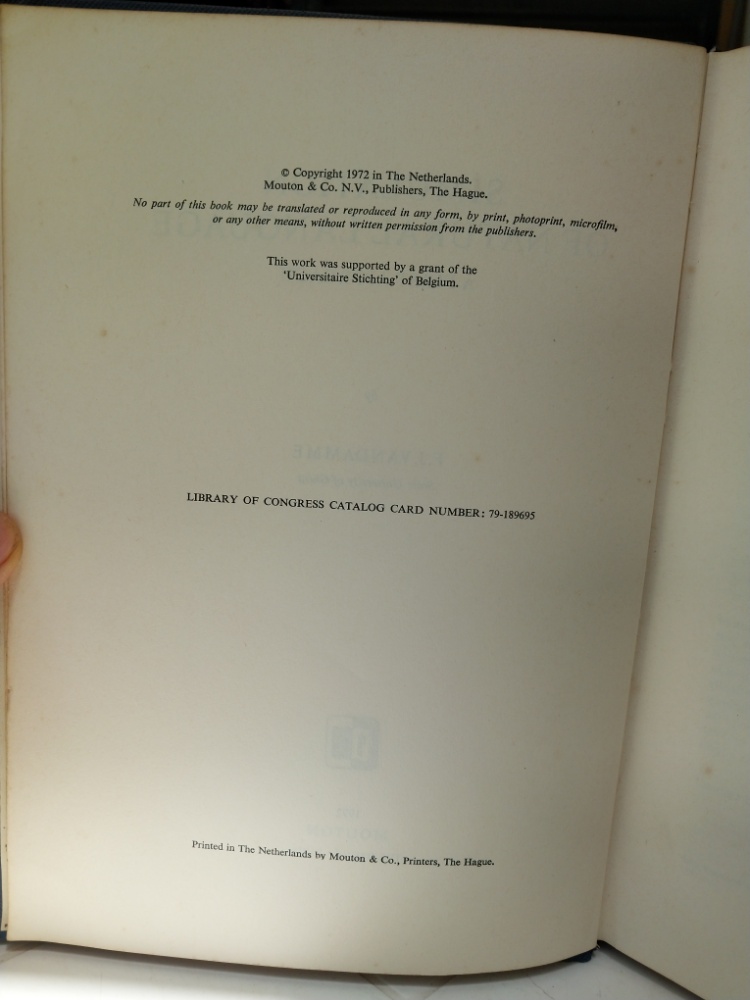 © Copyright 1972 in The Netherlands.
Mouton & Co. N.V., Publishers, The Hague.
No part of this book may be translated or reproduced in any form, by print, photoprint, microfilm,
or any other means, without written permission from the publishers.
This work was supported by a grant of the
'Universitaire Stichting' of Belgium.
LIBRARY OF CONGRESS CATALOG CARD NUMBER: 79-189695
Printed in The Netherlands by Mouton & Co., Printers, The Hague.